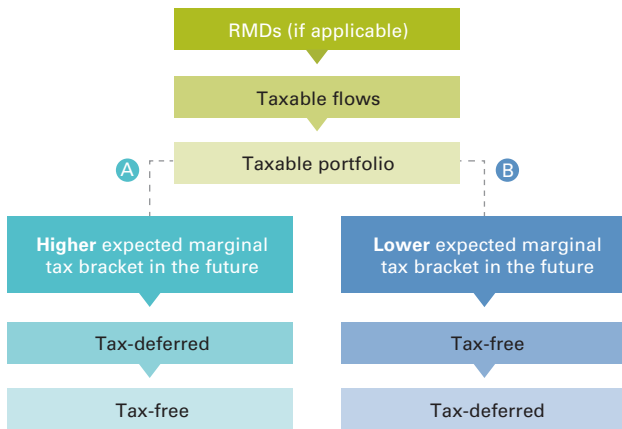 RMDs (if applicable)
Taxable flows
Taxable portfolio
A
B
Higher expected marginal
tax bracket in the future
Lower expected marginal
tax bracket in the future
Tax-deferred
Tax-free
Tax-free
Tax-deferred